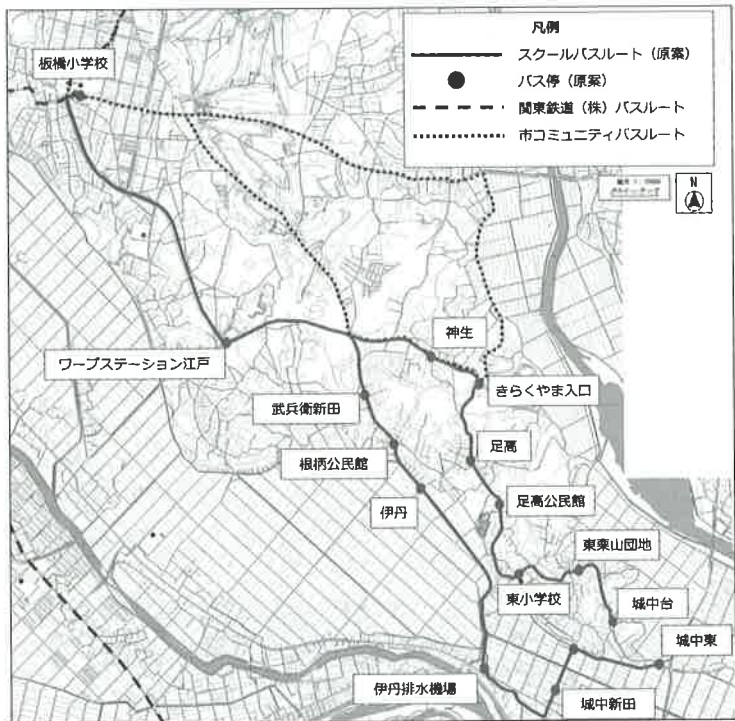 凡例
スクールバスルート（原案）
バス停（原案）
関東鉄道（株）バスルート
市コミュニティバスルート
板橋小学校
N
神生
ワープステーション江戸
きらくやま入口
武兵衛新田
足高
根柄公民館
足高公民館
伊丹
東栗山団地
東小学校
城中台
城中東
伊丹排水機場
城中新田